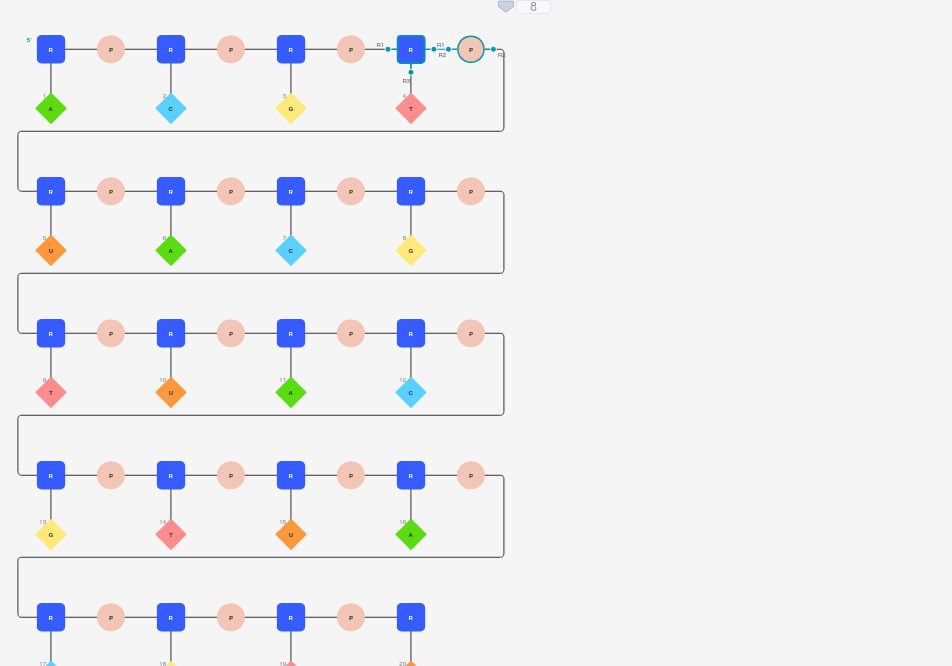 8
5'
R P R P R P R1 R R1 R2 P R2
R3
1 2 3 4
A C G T
R P R P R P R P
5 6 7 8
U A C G
R P R P R P R P
9 10 11 12
T U A C
R P R P R P R P
13 14 15 16
G T U A
R P R P R P R
17 18 19 20